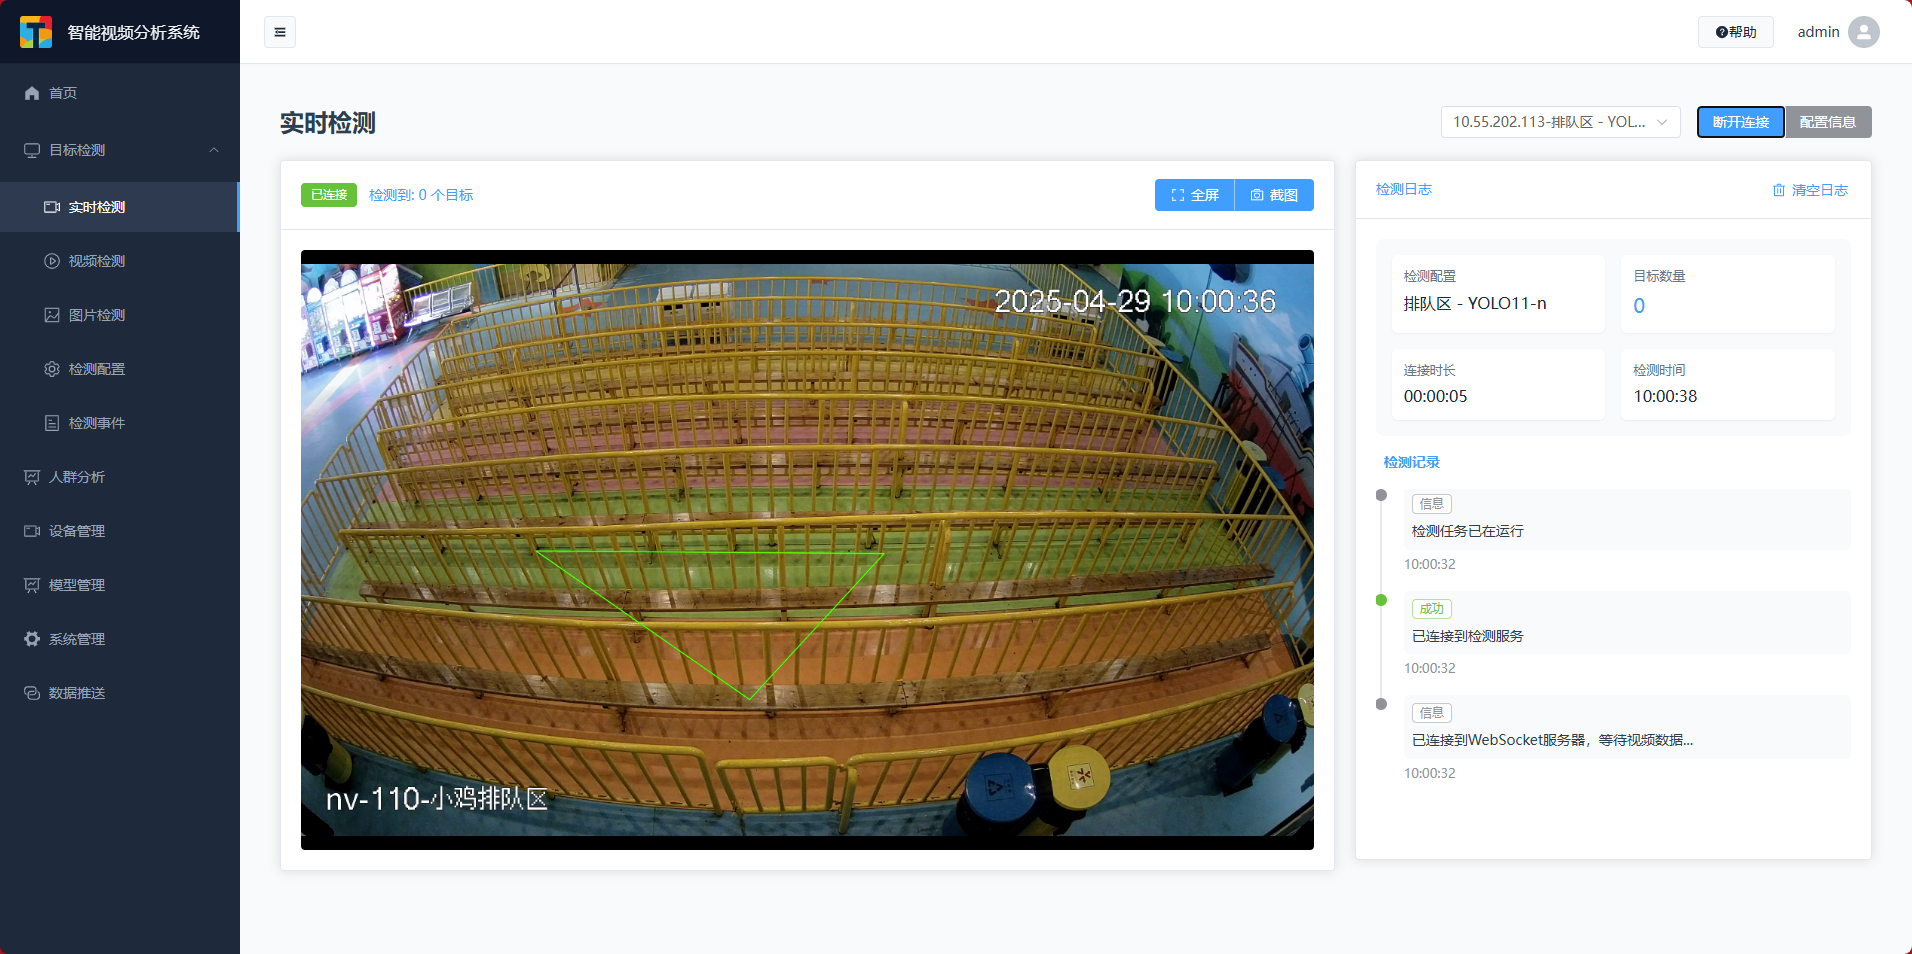 智能视频分析系统
帮助
admin
首页
目标检测
实时检测
视频检测
图片检测
检测配置
检测事件
人群分析
设备管理
模型管理
系统管理
数据推送
实时检测
10.55.202.113-排队区 - YOL...
断开连接
配置信息
已连接
检测到: 0 个目标
全屏
截图
2025-04-29 10:00:36
nv-110-小鸡排队区
检测日志
清空日志
检测配置
排队区 - YOLO11-n
目标数量
0
连接时长
00:00:05
检测时间
10:00:38
检测记录
信息
检测任务已在运行
10:00:32
成功
已连接到检测服务
10:00:32
信息
已连接到WebSocket服务器，等待视频数据...
10:00:32